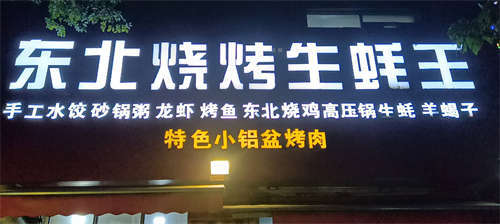 东北烧烤生蚝王
手工水饺砂锅粥 龙虾 烤鱼 东北烧鸡高压锅生蚝 羊蝎子
特色小铝盆烤肉